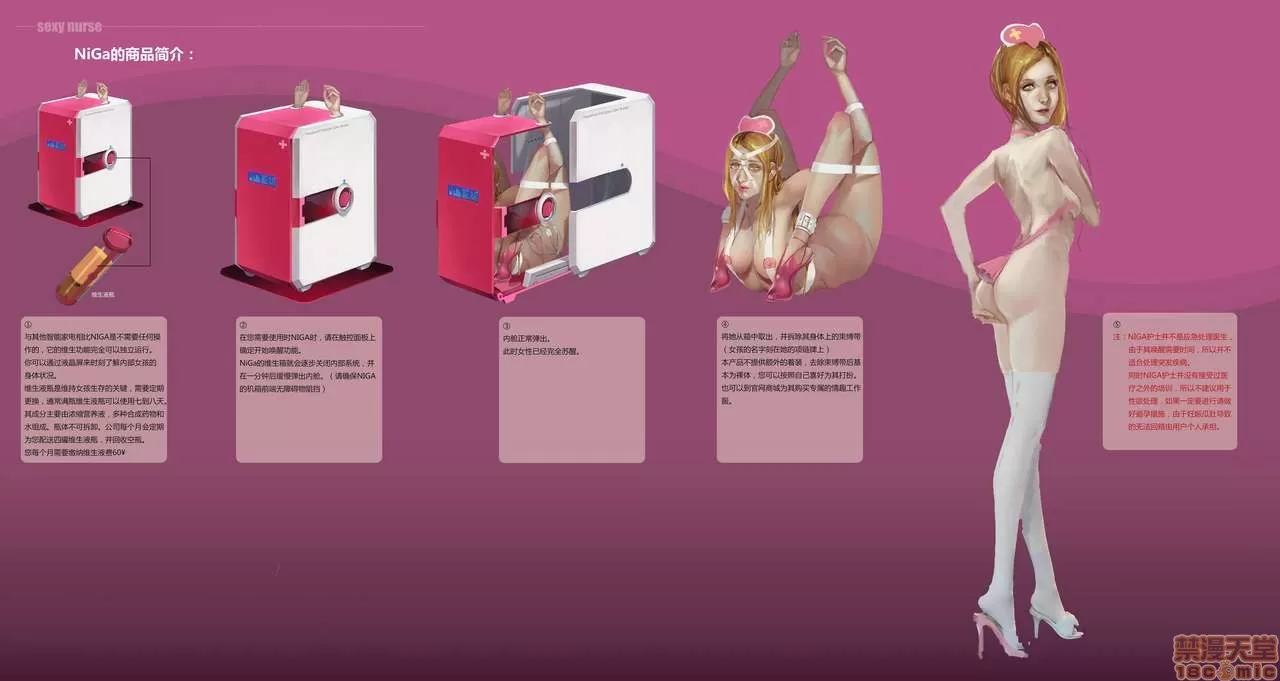 sexy nurse
NiGa的商品简介：
维生液瓶
①
与其他智能家电相比NIGA是不需要任何操
作的，它的维生功能完全可以独立运行。
你可以通过液晶屏来时刻了解内部女孩的
身体状况。
维生液瓶是维持女孩生存的关键，需要定期
更换，通常满瓶维生液瓶可以使用七到八天。
其成分主要由浓缩营养液，多种合成药物和
水组成。瓶体不可拆卸。公司每个月会定期
为您配送四罐维生液瓶，并回收空瓶。
您每个月需要缴纳维生液费60¥
②
在您需要使用时NIGA时，请在触控面板上
确定开始唤醒功能。
NiGa的维生箱就会逐步关闭内部系统，并
在一分钟后缓慢弹出内舱。（请确保NIGA
的机箱前端无障碍物阻挡）
③
内舱正常弹出。
此时女性已经完全苏醒。
④
将她从箱中取出，并拆除其身体上的束缚带
（女孩的名字刻在她的项链牌上）
本产品不提供额外的着装，去除束缚带后基
本为裸体，您可以按照自己喜好为其打扮。
也可以到官网商城为其购买专属的情趣工作
服。
⑤
注：NIGA护士并不是应急处理医生，
由于其唤醒需要时间，所以并不
适合处理突发疾病。
同时NIGA护士并没有接受过医
疗之外的培训，所以不建议用于
性欲处理，如果一定要进行请做
好避孕措施，由于妊娠瓜肚导致
的无法回箱由用户个人承担。
禁漫天堂
18comic